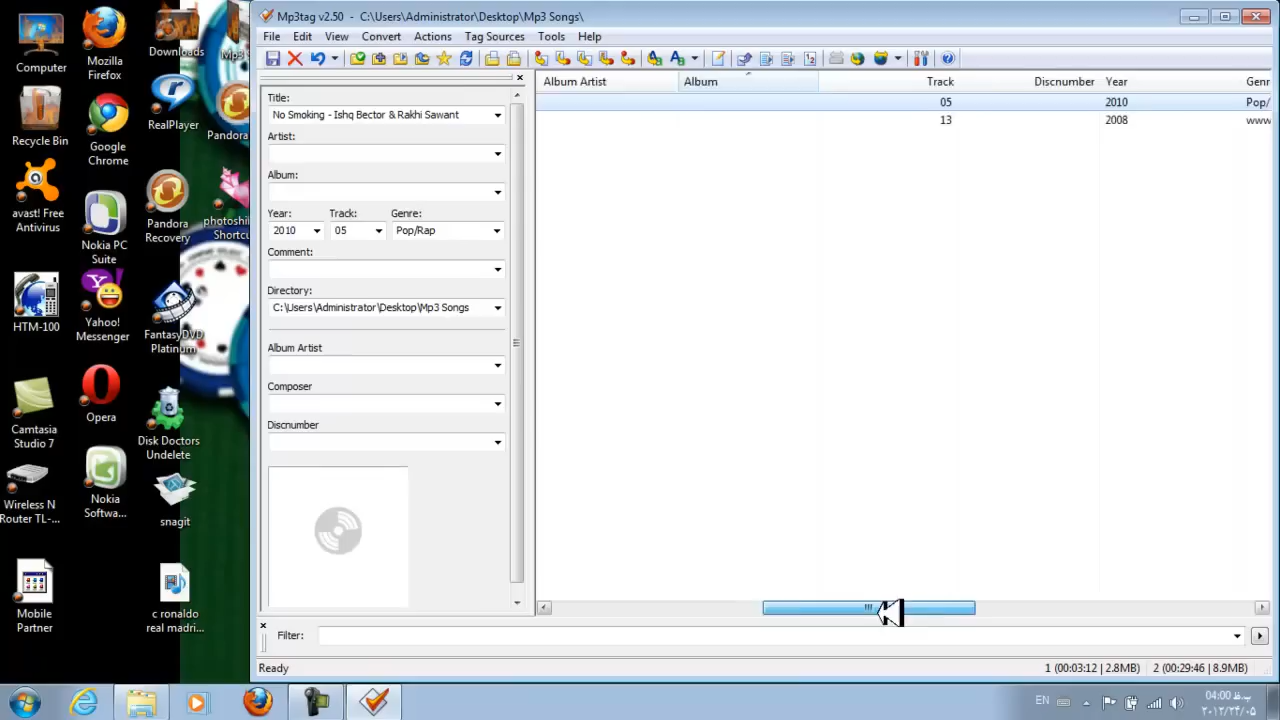 Mp3tag v2.50 - C:\Users\Administrator\Desktop\Mp3 Songs\
File Edit View Convert Actions Tag Sources Tools Help
Album Artist Album Track Discnumber Year Genr
05 2010 Pop/
13 2008 www
Title:
No Smoking - Ishq Bector & Rakhi Sawant
Artist:
Album:
Year: Track: Genre:
2010 05 Pop/Rap
Comment:
Directory:
C:\Users\Administrator\Desktop\Mp3 Songs
Album Artist
Composer
Discnumber
Filter:
Ready
1 (00:03:12 | 2.8MB) 2 (00:29:46 | 8.9MB)
Computer
Mozilla
Firefox
Downloads
Mp3
Recycle Bin
Google
Chrome
RealPlayer
Pandora
avast! Free
Antivirus
Nokia PC
Suite
Pandora
Recovery
photoshi
Shortcu
HTM-100
Yahoo!
Messenger
FantasyDVD
Platinum
Camtasia
Studio 7
Opera
Disk Doctors
Undelete
Wireless N
Router TL-...
Nokia
Softwa...
snagit
Mobile
Partner
c ronaldo
real madri...
EN
04:00 ب.ظ
۲۰۱۲/۲۴/۰۵